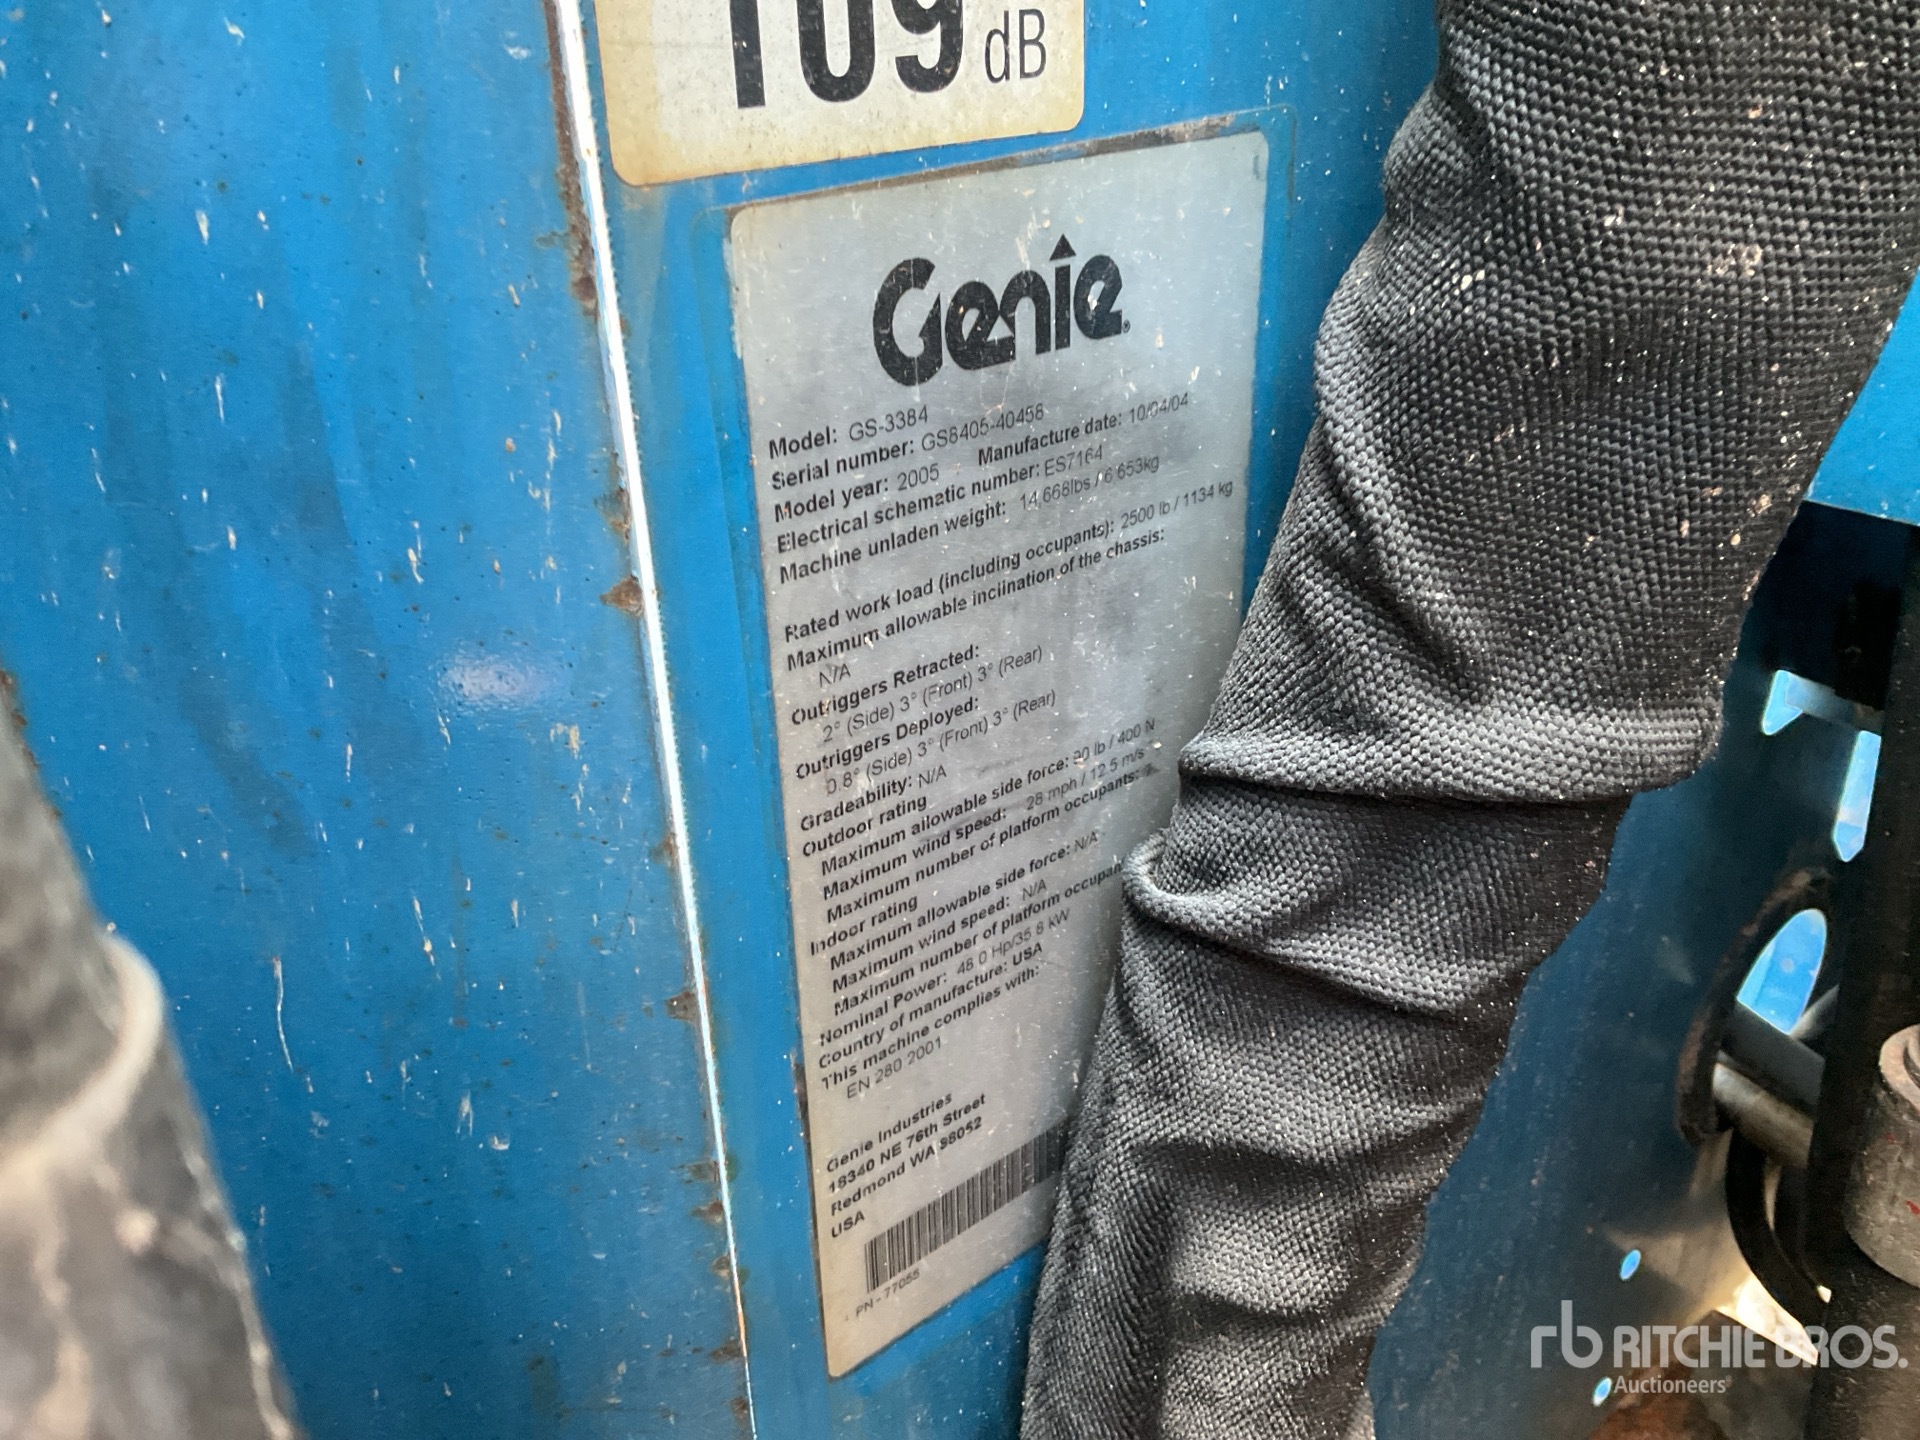 109 dB
Genie
Model: GS-3384
Serial number: GS8405-40458
Model year: 2005 Manufacture date: 10/04/04
Electrical schematic number: ES7164
Machine unladen weight: 14,668lbs / 6 653kg
Rated work load (including occupants): 2500 lb / 1134 kg
Maximum allowable inclination of the chassis:
N/A
Outriggers Retracted:
2° (Side) 3° (Front) 3° (Rear)
Outriggers Deployed:
0.8° (Side) 3° (Front) 3° (Rear)
Gradeability: N/A
Outdoor rating
Maximum allowable side force: 90 lb / 400 N
Maximum wind speed: 28 mph / 12.5 m/s
Maximum number of platform occupants:
Indoor rating
Maximum allowable side force: N/A
Maximum wind speed: N/A
Maximum number of platform occupan
Nominal Power: 48.0 Hp/35.8 kW
Country of manufacture: USA
This machine complies with:
EN 280 2001
Genie Industries
18340 NE 76th Street
Redmond WA 98052
USA
PN - 77055
rb RITCHIE BROS.
Auctioneers